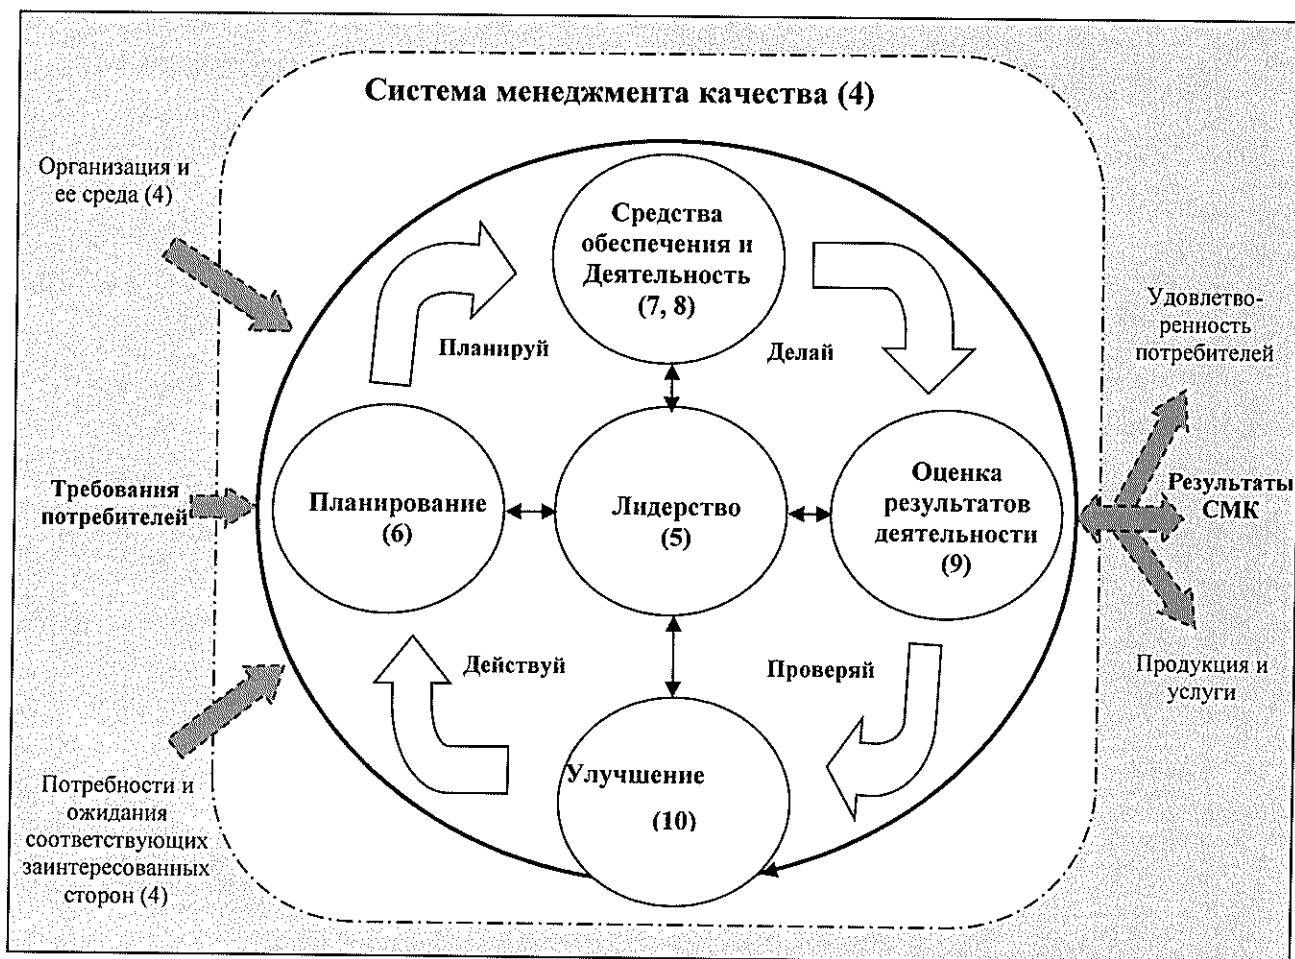 Система менеджмента качества (4)
Организация и
ее среда (4)
Средства
обеспечения и
Деятельность
(7, 8)
Удовлетво-
ренность
потребителей
Планируй
Делай
Требования
потребителей
Планирование
(6)
Лидерство
(5)
Оценка
результатов
деятельности
(9)
Результаты
СМК
Действуй
Проверяй
Продукция и
услуги
Улучшение
(10)
Потребности и
ожидания
соответствующих
заинтересованных
сторон (4)